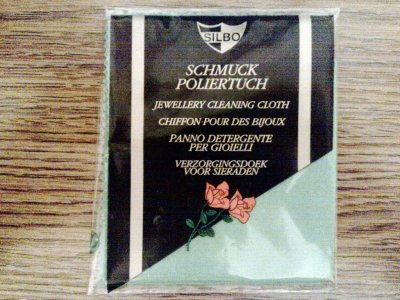 SILBO
SCHMUCK
POLIERTUCH
JEWELLERY CLEANING CLOTH
CHIFFON POUR DES BIJOUX
PANNO DETERGENTE
PER GIOIELLI
VERZORGINGSDOEK
VOOR SIERADEN